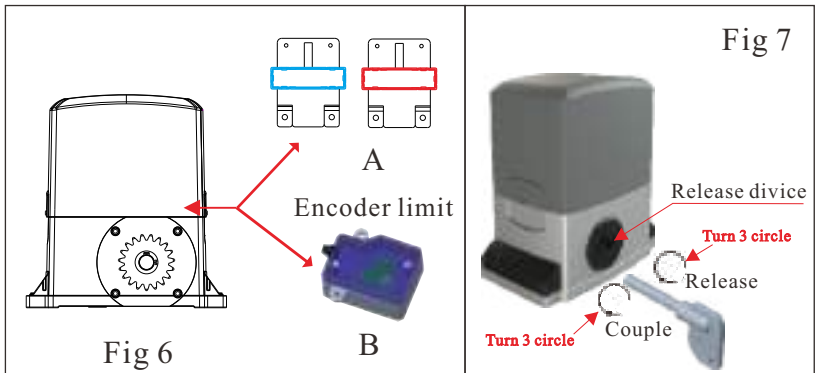 A
Encoder limit
B
Fig 6
Fig 7
Release divice
Turn 3 circle
Release
Turn 3 circle
Couple